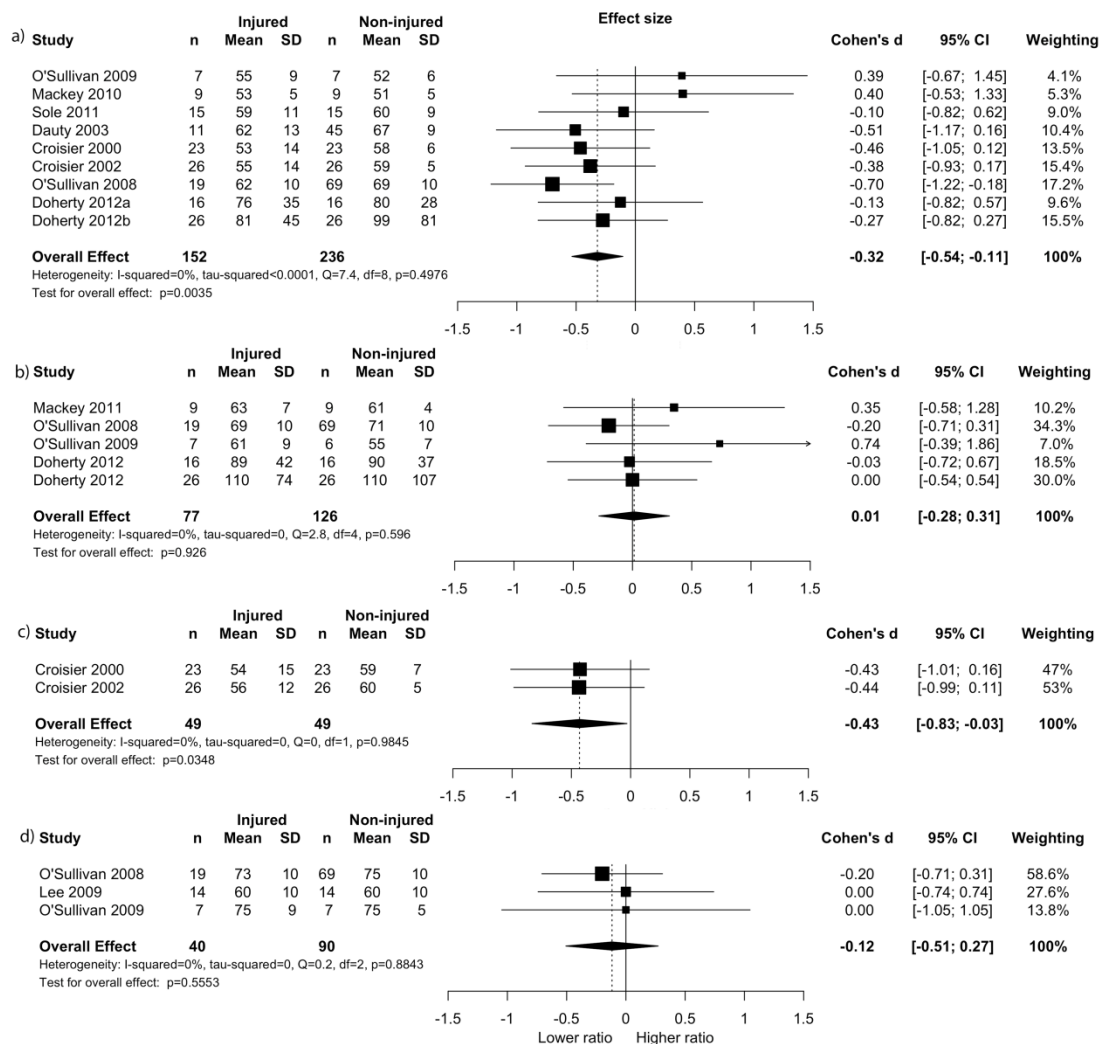 Injured Non-injured Effect size
a) Study n Mean SD n Mean SD Cohen's d 95% CI Weighting
O'Sullivan 2009 7 55 9 7 52 6 0.39 [-0.67; 1.45] 4.1%
Mackey 2010 9 53 5 9 51 5 0.40 [-0.53; 1.33] 5.3%
Sole 2011 15 59 11 15 60 9 -0.10 [-0.82; 0.62] 9.0%
Dauty 2003 11 62 13 45 67 9 -0.51 [-1.17; 0.16] 10.4%
Croisier 2000 23 53 14 23 58 6 -0.46 [-1.05; 0.12] 13.5%
Croisier 2002 26 55 14 26 59 5 -0.38 [-0.93; 0.17] 15.4%
O'Sullivan 2008 19 62 10 69 69 10 -0.70 [-1.22; -0.18] 17.2%
Doherty 2012a 16 76 35 16 80 28 -0.13 [-0.82; 0.57] 9.6%
Doherty 2012b 26 81 45 26 99 81 -0.27 [-0.82; 0.27] 15.5%
Overall Effect 152 236 -0.32 [-0.54; -0.11] 100%
Heterogeneity: I-squared=0%, tau-squared<0.0001, Q=7.4, df=8, p=0.4976
Test for overall effect: p=0.0035
-1.5 -1 -0.5 0 0.5 1 1.5
Injured Non-injured
b) Study n Mean SD n Mean SD Cohen's d 95% CI Weighting
Mackey 2011 9 63 7 9 61 4 0.35 [-0.58; 1.28] 10.2%
O'Sullivan 2008 19 69 10 69 71 10 -0.20 [-0.71; 0.31] 34.3%
O'Sullivan 2009 7 61 9 6 55 7 0.74 [-0.39; 1.86] 7.0%
Doherty 2012 16 89 42 16 90 37 -0.03 [-0.72; 0.67] 18.5%
Doherty 2012 26 110 74 26 110 107 0.00 [-0.54; 0.54] 30.0%
Overall Effect 77 126 0.01 [-0.28; 0.31] 100%
Heterogeneity: I-squared=0%, tau-squared=0, Q=2.8, df=4, p=0.596
Test for overall effect: p=0.926
-1.5 -1 -0.5 0 0.5 1 1.5
Injured Non-injured
c) Study n Mean SD n Mean SD Cohen's d 95% CI Weighting
Croisier 2000 23 54 15 23 59 7 -0.43 [-1.01; 0.16] 47%
Croisier 2002 26 56 12 26 60 5 -0.44 [-0.99; 0.11] 53%
Overall Effect 49 49 -0.43 [-0.83; -0.03] 100%
Heterogeneity: I-squared=0%, tau-squared=0, Q=0, df=1, p=0.9845
Test for overall effect: p=0.0348
-1.5 -1 -0.5 0 0.5 1 1.5
Injured Non-injured
d) Study n Mean SD n Mean SD Cohen's d 95% CI Weighting
O'Sullivan 2008 19 73 10 69 75 10 -0.20 [-0.71; 0.31] 58.6%
Lee 2009 14 60 10 14 60 10 0.00 [-0.74; 0.74] 27.6%
O'Sullivan 2009 7 75 9 7 75 5 0.00 [-1.05; 1.05] 13.8%
Overall Effect 40 90 -0.12 [-0.51; 0.27] 100%
Heterogeneity: I-squared=0%, tau-squared=0, Q=0.2, df=2, p=0.8843
Test for overall effect: p=0.5553
-1.5 -1 -0.5 0 0.5 1 1.5
Lower ratio Higher ratio